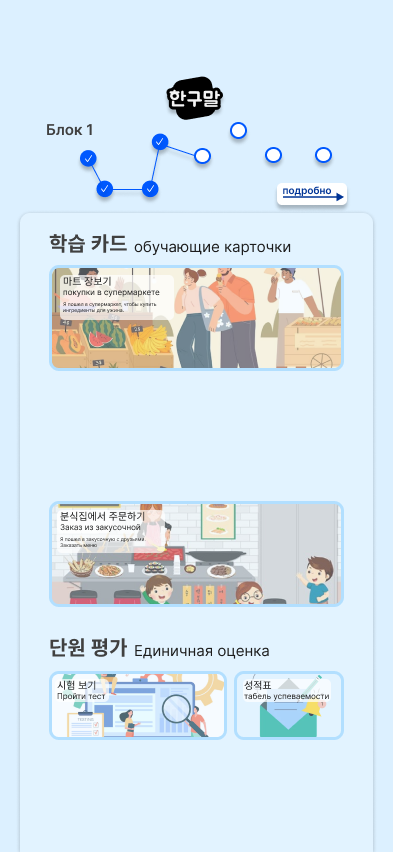 한구말
Блок 1
подробно
학습 카드 обучающие карточки
마트 장보기
покупки в супермаркете
Я пошел в супермаркет, чтобы купить
ингредиенты для ужина.
분식집에서 주문하기
Заказ из закусочной
Я пошел в закусочную с друзьями
Заказать меню
단원 평가 Единичная оценка
시험 보기
Пройти тест
성적표
табель успеваемости